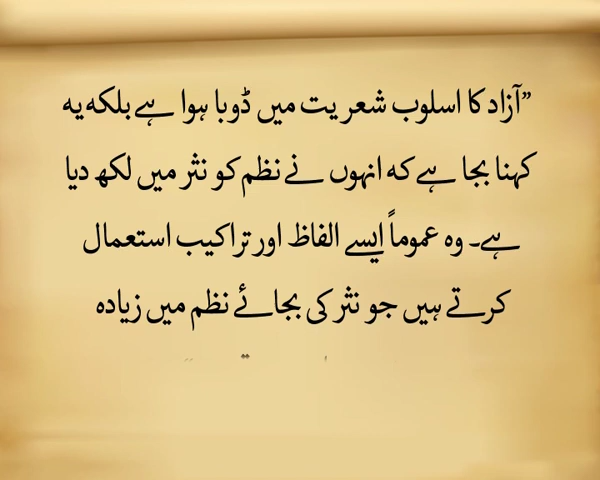 ”آزاد کا اسلوب شعریت میں ڈوبا ہوا ہے بلکہ یہ
کہنا بجا ہے کہ انہوں نے نظم کو نثر میں لکھ دیا
ہے۔ وہ عموماً ایسے الفاظ اور تراکیب استعمال
کرتے ہیں جو نثر کی بجائے نظم میں زیادہ